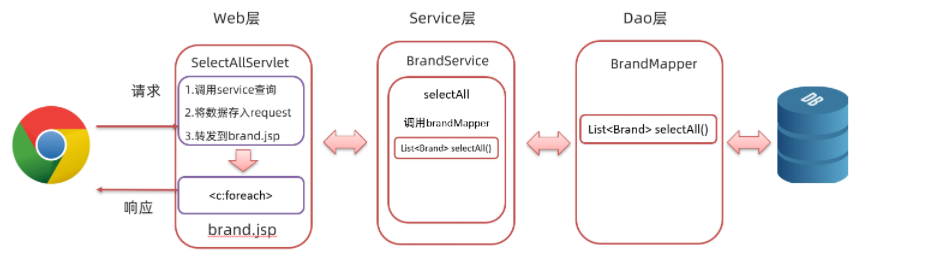 Web层
Service层
Dao层
SelectAllServlet
BrandService
BrandMapper
请求
1.调用service查询
2.将数据存入request
3.转发到brand.jsp
selectAll
调用brandMapper
List<Brand> selectAll()
List<Brand> selectAll()
DB
<c:foreach>
响应
brand.jsp